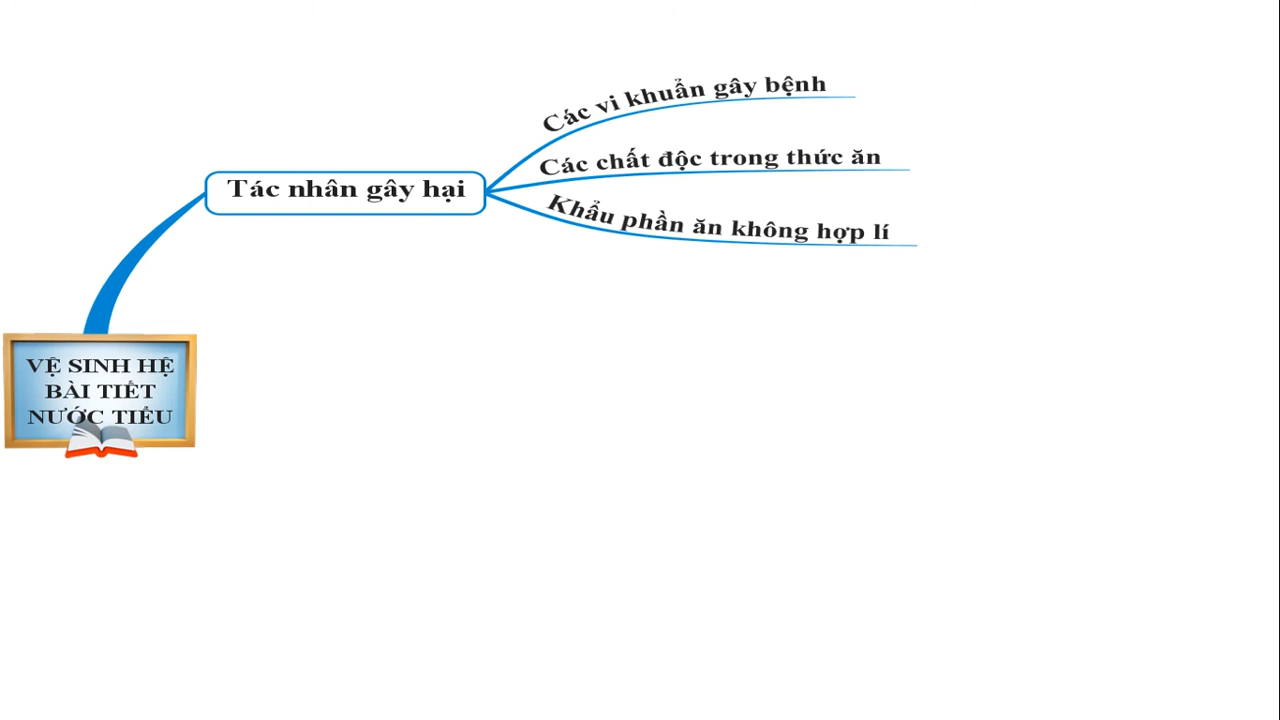 Các vi khuẩn gây bệnh
Các chất độc trong thức ăn
Tác nhân gây hại
Khẩu phần ăn không hợp lí
VỆ SINH HỆ
BÀI TIẾT
NƯỚC TIỂU